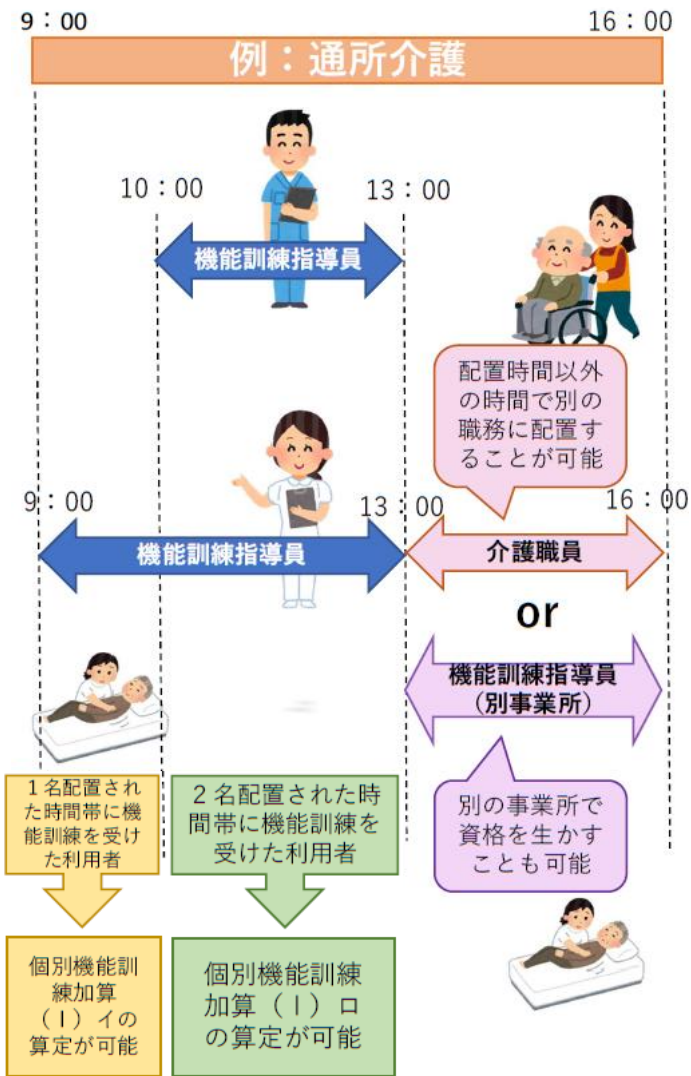 9：00
16：00
例：通所介護
10：00
13：00
機能訓練指導員
配置時間以外
の時間で別の
職務に配置す
ることが可能
9：00
13：00
16：00
機能訓練指導員
介護職員
or
機能訓練指導員
（別事業所）
１名配置され
た時間帯に機
能訓練を受け
た利用者
２名配置された時
間帯に機能訓練を
受けた利用者
別の事業所で
資格を生かす
ことも可能
個別機能訓
練加算
（Ⅰ）イの
算定が可能
個別機能訓練
加算（Ⅰ）ロ
の算定が可能